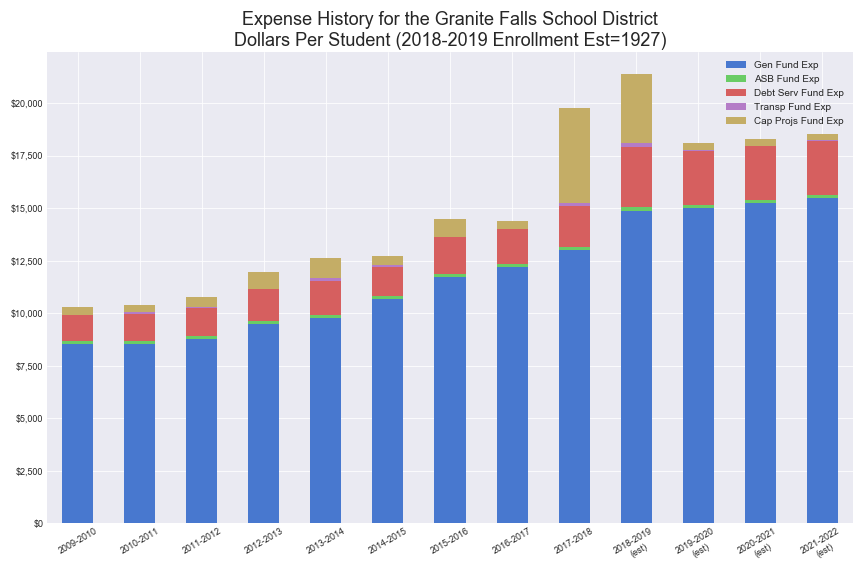 Expense History for the Granite Falls School District
Dollars Per Student (2018-2019 Enrollment Est=1927)
Gen Fund Exp
ASB Fund Exp
Debt Serv Fund Exp
Transp Fund Exp
Cap Projs Fund Exp
$20,000
$17,500
$15,000
$12,500
$10,000
$7,500
$5,000
$2,500
$0
2009-2010
2010-2011
2011-2012
2012-2013
2013-2014
2014-2015
2015-2016
2016-2017
2017-2018
2018-2019
(est)
2019-2020
(est)
2020-2021
(est)
2021-2022
(est)